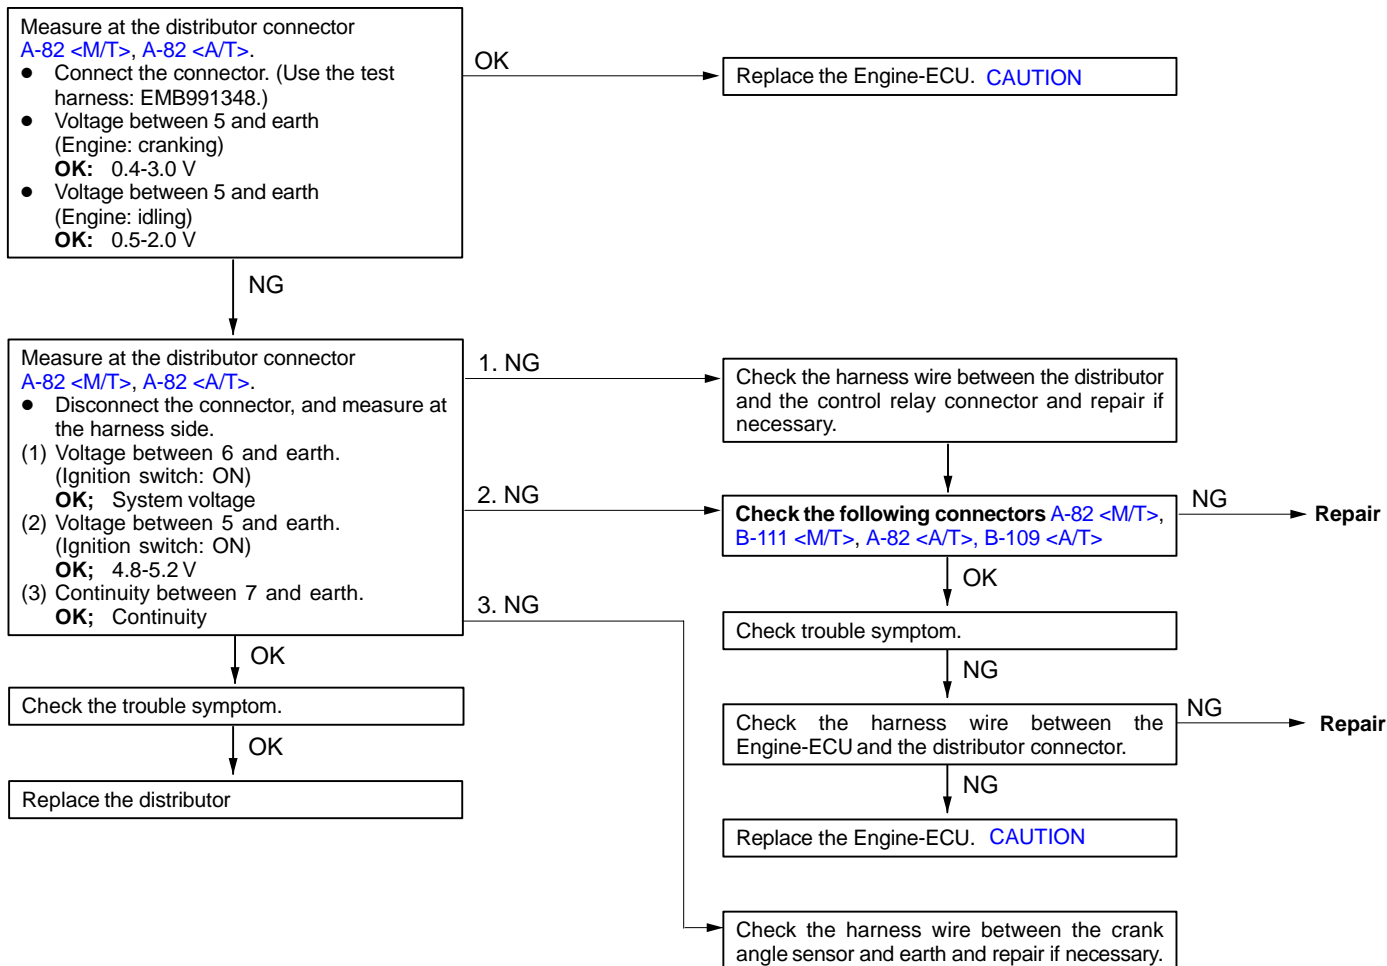 Measure at the distributor connector
A-82 <M/T>, A-82 <A/T>.
● Connect the connector. (Use the test
harness: EMB991348.)
● Voltage between 5 and earth
(Engine: cranking)
OK: 0.4-3.0 V
● Voltage between 5 and earth
(Engine: idling)
OK: 0.5-2.0 V
OK
Replace the Engine-ECU. CAUTION
NG
Measure at the distributor connector
A-82 <M/T>, A-82 <A/T>.
● Disconnect the connector, and measure at
the harness side.
(1) Voltage between 6 and earth.
(Ignition switch: ON)
OK; System voltage
(2) Voltage between 5 and earth.
(Ignition switch: ON)
OK; 4.8-5.2 V
(3) Continuity between 7 and earth.
OK; Continuity
1. NG
Check the harness wire between the distributor
and the control relay connector and repair if
necessary.
2. NG
Check the following connectors A-82 <M/T>,
B-111 <M/T>, A-82 <A/T>, B-109 <A/T>
NG
Repair
OK
3. NG
Check trouble symptom.
OK
NG
Check the trouble symptom.
Check the harness wire between the
Engine-ECU and the distributor connector.
NG
Repair
OK
NG
Replace the distributor
Replace the Engine-ECU. CAUTION
Check the harness wire between the crank
angle sensor and earth and repair if necessary.